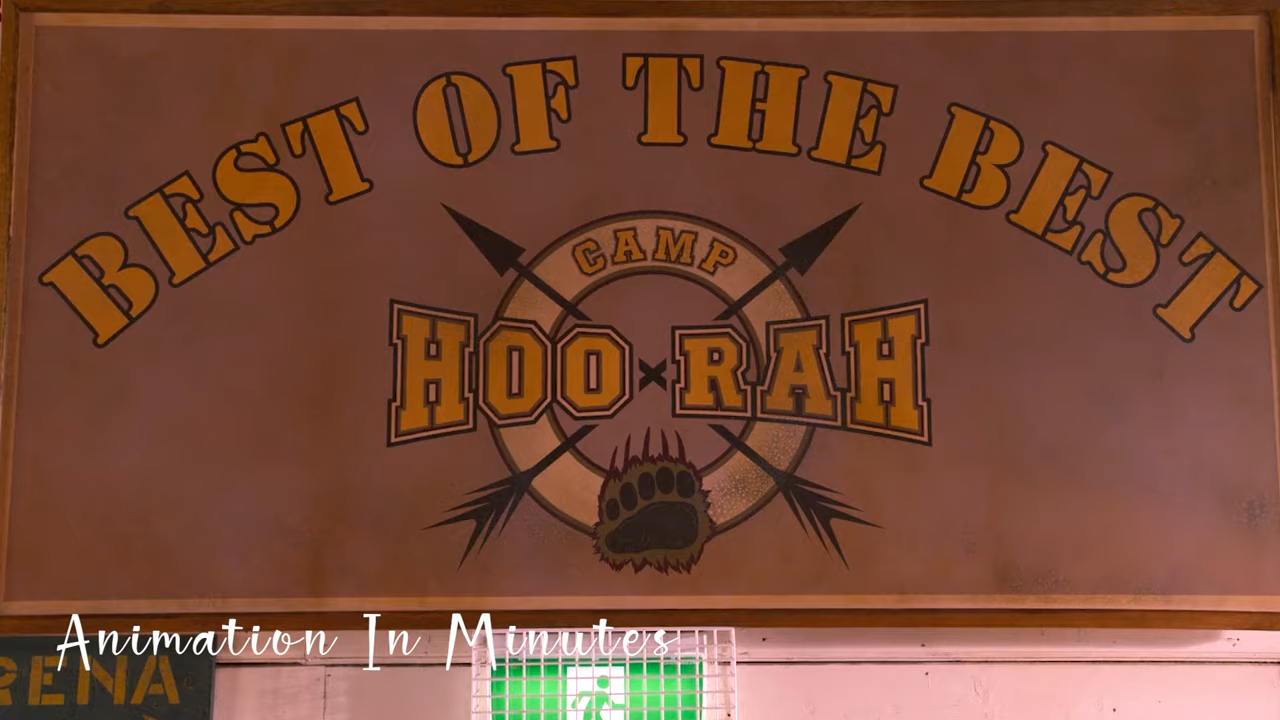 BEST OF THE BEST
CAMP
HOO RAH
Animation In Minutes
RENA